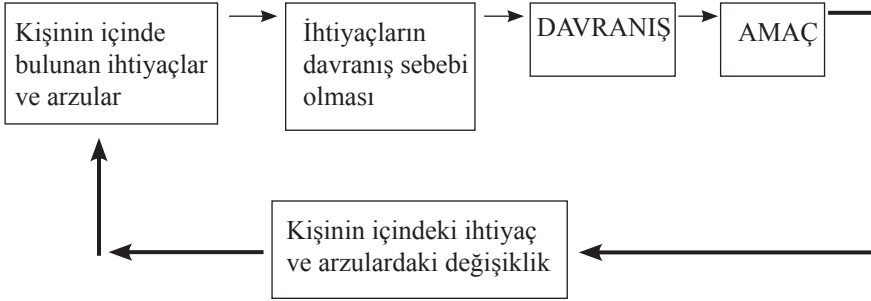 Kişinin içinde
bulunan ihtiyaçlar
ve arzular
İhtiyaçların
davranış sebebi
olması
DAVRANIŞ
AMAÇ
Kişinin içindeki ihtiyaç
ve arzulardaki değişiklik